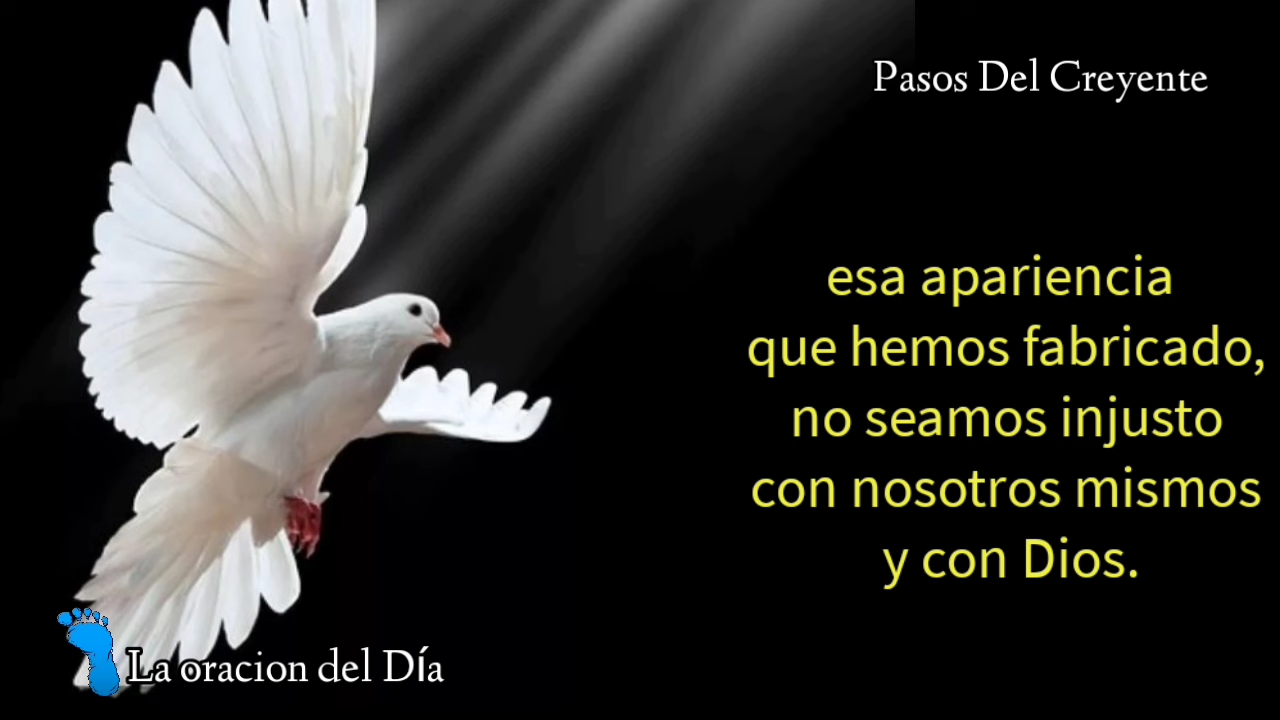 Pasos Del Creyente
esa apariencia
que hemos fabricado,
no seamos injusto
con nosotros mismos
y con Dios.
La oracion del Día